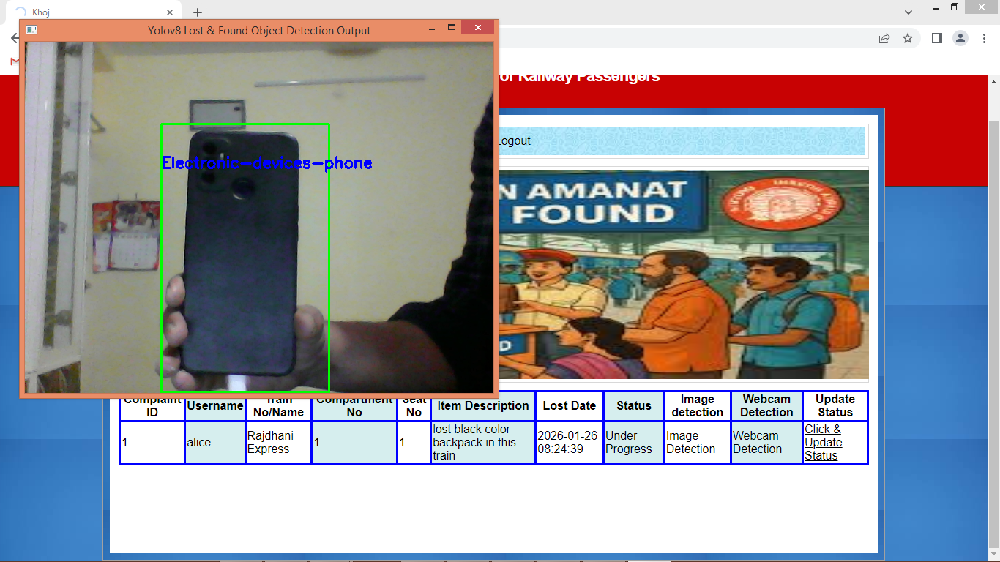 Khoj
Yolov8 Lost & Found Object Detection Output
of Railway Passengers
Logout
Electronic-devices-phone
N AMANAT
FOUND
D
Complaint ID
Username
Train No/Name
Compartment No
Seat No
Item Description
Lost Date
Status
Image detection
Webcam Detection
Update Status
1
alice
Rajdhani Express
1
1
lost black color backpack in this train
2026-01-26 08:24:39
Under Progress
Image Detection
Webcam Detection
Click & Update Status